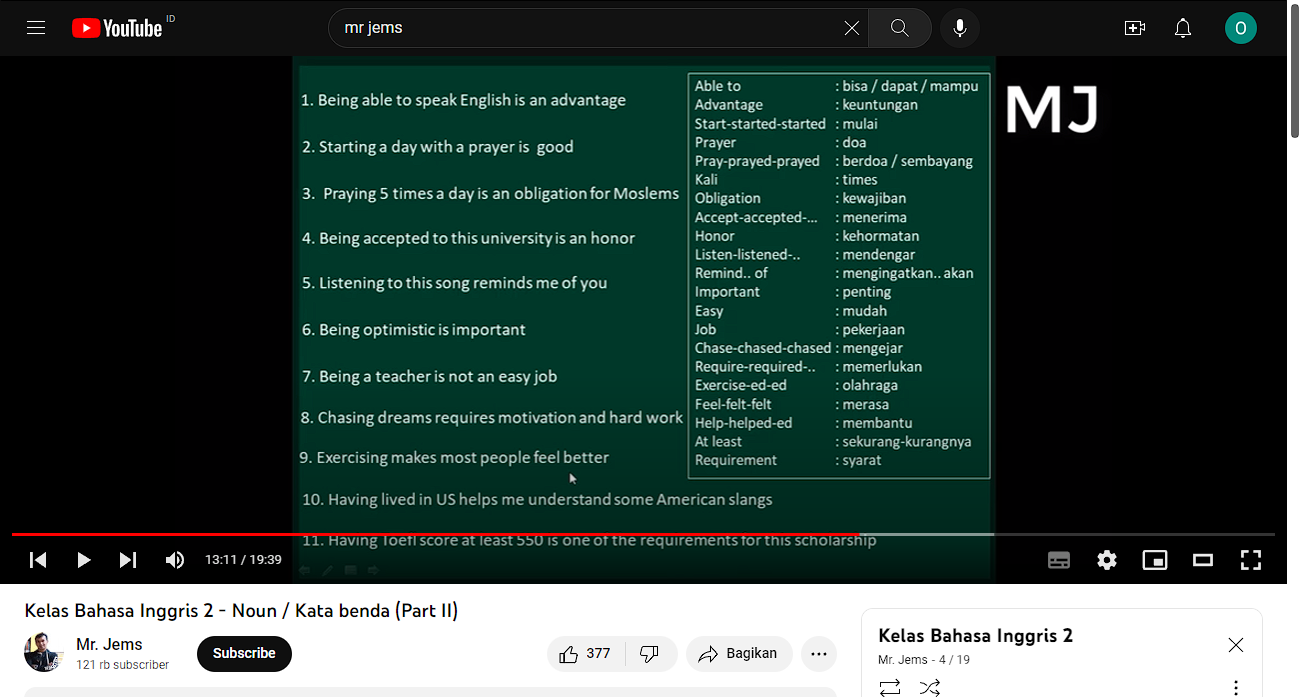 YouTube ID
mr jems
O
1. Being able to speak English is an advantage
2. Starting a day with a prayer is good
3. Praying 5 times a day is an obligation for Moslems
4. Being accepted to this university is an honor
5. Listening to this song reminds me of you
6. Being optimistic is important
7. Being a teacher is not an easy job
8. Chasing dreams requires motivation and hard work
9. Exercising makes most people feel better
10. Having lived in US helps me understand some American slangs
11. Having Toefl score at least 550 is one of the requirements for this scholarship
Able to : bisa / dapat / mampu
Advantage : keuntungan
Start-started-started : mulai
Prayer : doa
Pray-prayed-prayed : berdoa / sembayang
Kali : times
Obligation : kewajiban
Accept-accepted-... : menerima
Honor : kehormatan
Listen-listened-.. : mendengar
Remind.. of : mengingatkan.. akan
Important : penting
Easy : mudah
Job : pekerjaan
Chase-chased-chased : mengejar
Require-required-.. : memerlukan
Exercise-ed-ed : olahraga
Feel-felt-felt : merasa
Help-helped-ed : membantu
At least : sekurang-kurangnya
Requirement : syarat
MJ
13:11 / 19:39
Kelas Bahasa Inggris 2 - Noun / Kata benda (Part II)
Mr. Jems
121 rb subscriber
Subscribe
377
Bagikan
Kelas Bahasa Inggris 2
Mr. Jems - 4 / 19